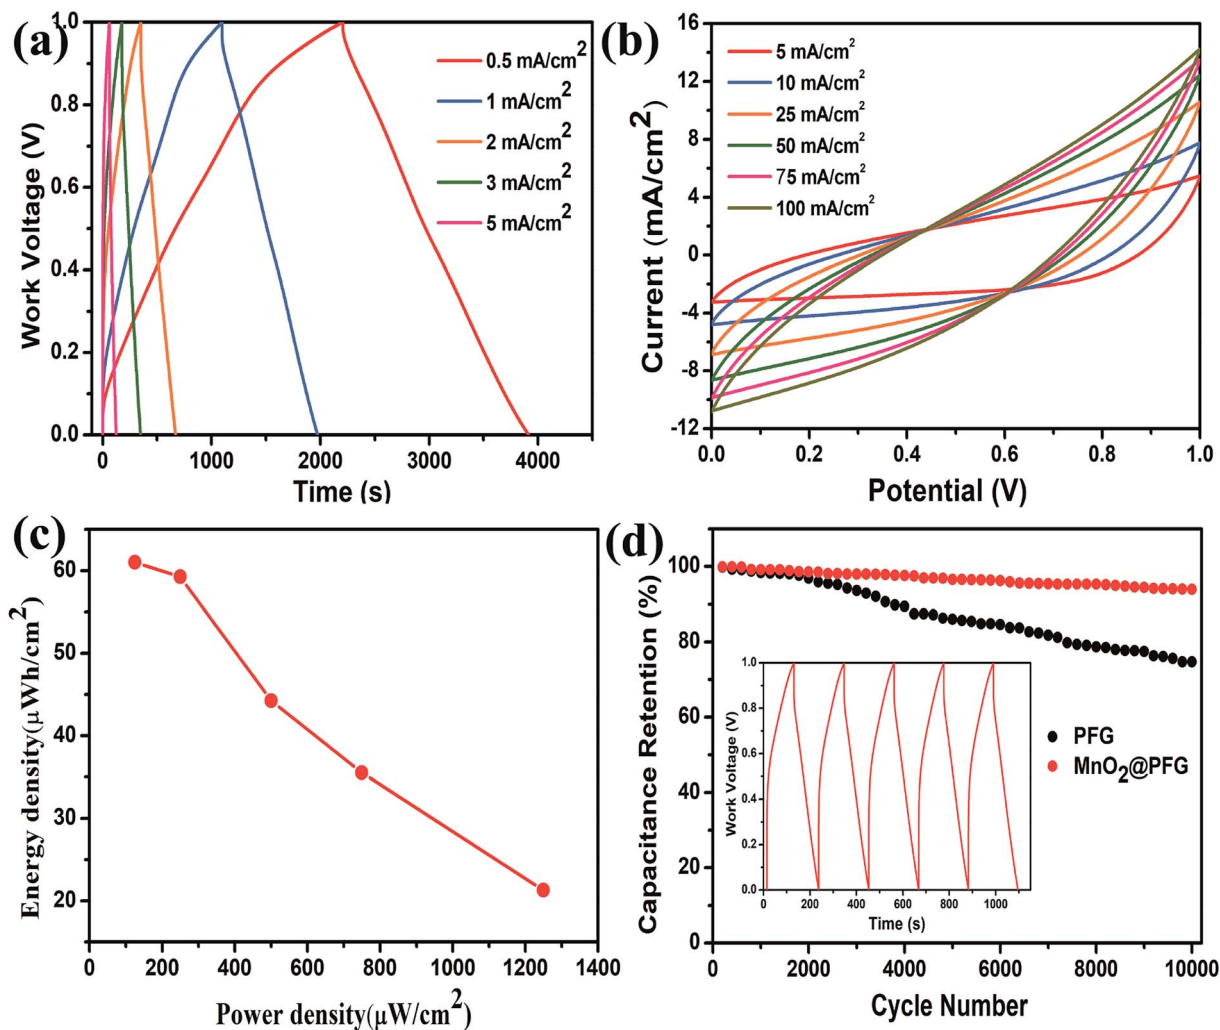 (a)
Work Voltage (V)
1.0
0.8
0.6
0.4
0.2
0.0
0.5 mA/cm²
1 mA/cm²
2 mA/cm²
3 mA/cm²
5 mA/cm²
0 1000 2000 3000 4000
Time (s)
(b)
Current (mA/cm²)
16
12
8
4
0
-4
-8
-12
5 mA/cm²
10 mA/cm²
25 mA/cm²
50 mA/cm²
75 mA/cm²
100 mA/cm²
0.0 0.2 0.4 0.6 0.8 1.0
Potential (V)
(c)
Energy density(μWh/cm²)
60
50
40
30
20
0 200 400 600 800 1000 1200 1400
Power density(μW/cm²)
(d)
Capacitance Retention (%)
100
80
60
40
20
0
Work Voltage (V)
1.0
0.8
0.6
0.4
0.2
0.0
0 200 400 600 800 1000
Time (s)
PFG
MnO₂@PFG
0 2000 4000 6000 8000 10000
Cycle Number